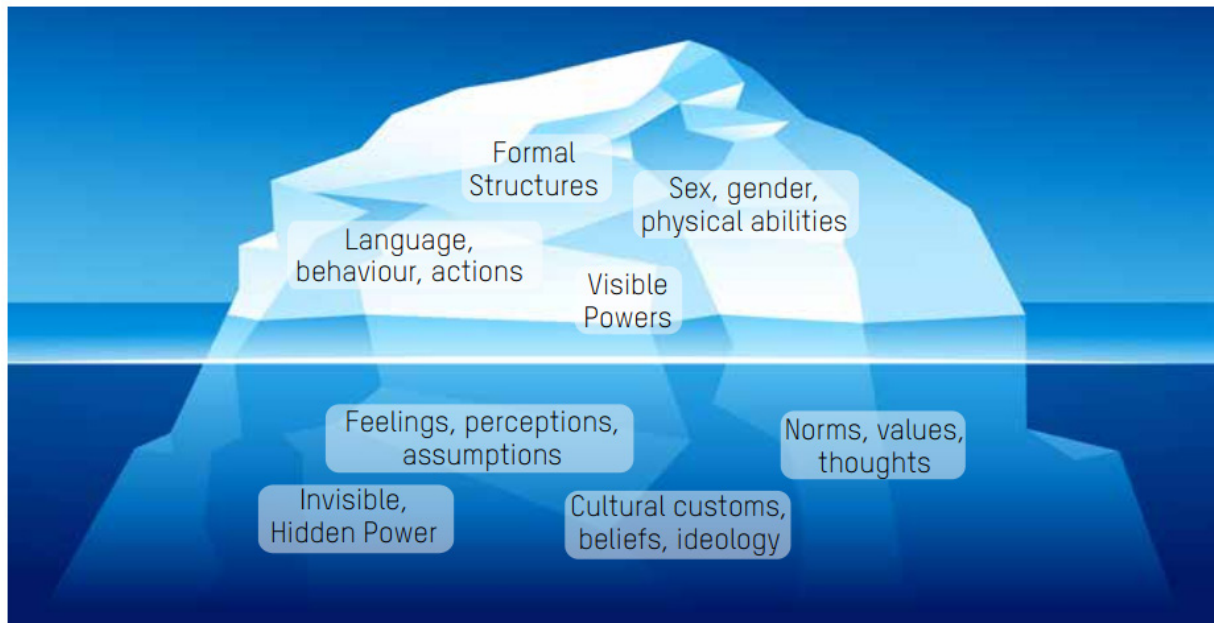 Formal
Structures
Sex, gender,
physical abilities
Language,
behaviour, actions
Visible
Powers
Feelings, perceptions,
assumptions
Norms, values,
thoughts
Invisible,
Hidden Power
Cultural customs,
beliefs, ideology